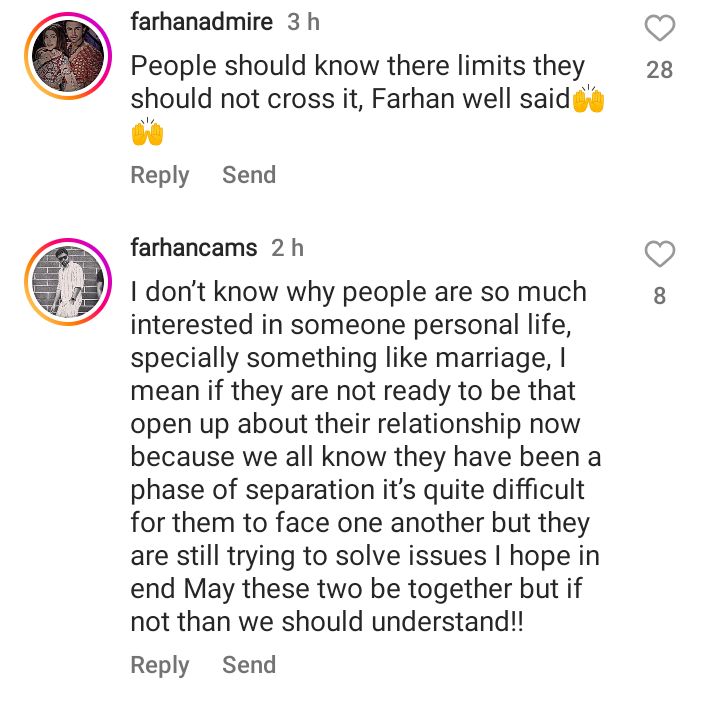 farhanadmire 3 h
People should know there limits they
should not cross it, Farhan well said🙌
🙌
28
Reply Send
farhancams 2 h
I don't know why people are so much
interested in someone personal life,
specially something like marriage, I
mean if they are not ready to be that
open up about their relationship now
because we all know they have been a
phase of separation it's quite difficult
for them to face one another but they
are still trying to solve issues I hope in
end May these two be together but if
not than we should understand!!
8
Reply Send